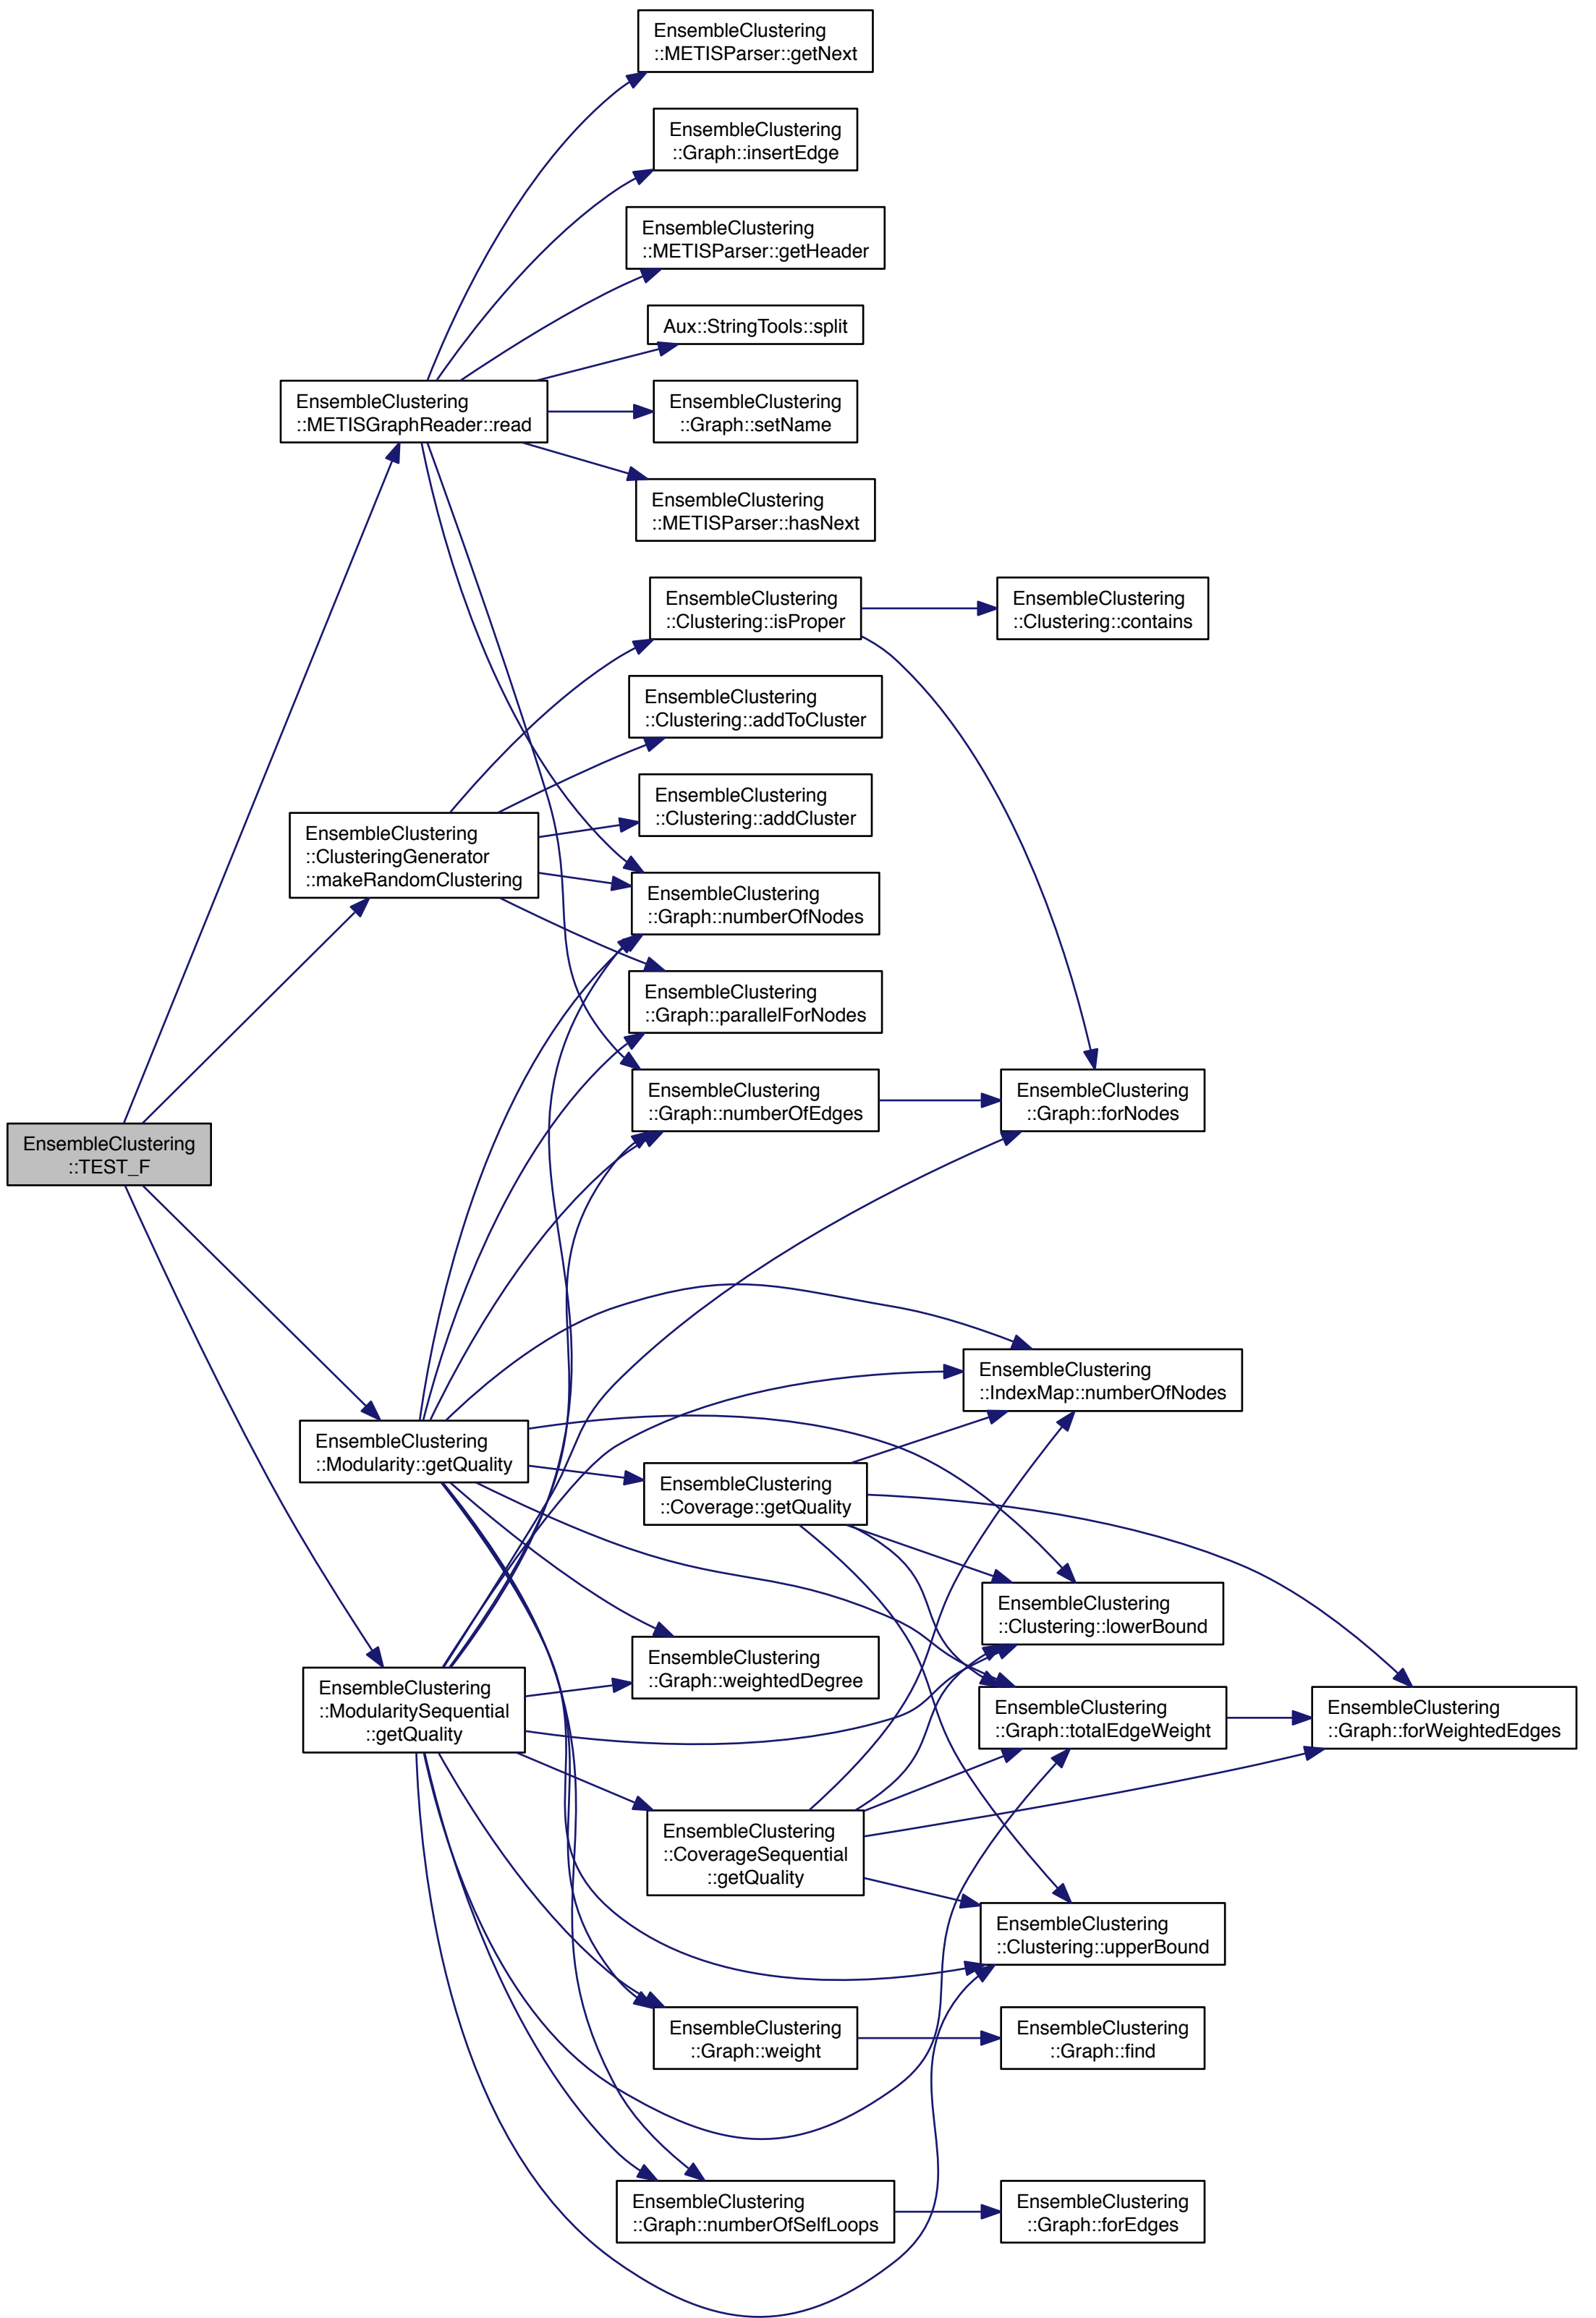 EnsembleClustering
::METISParser::getNext
EnsembleClustering
::Graph::insertEdge
EnsembleClustering
::METISParser::getHeader
Aux::StringTools::split
EnsembleClustering
::METISGraphReader::read
EnsembleClustering
::Graph::setName
EnsembleClustering
::METISParser::hasNext
EnsembleClustering
::Clustering::isProper
EnsembleClustering
::Clustering::contains
EnsembleClustering
::Clustering::addToCluster
EnsembleClustering
::Clustering::addCluster
EnsembleClustering
::ClusteringGenerator
::makeRandomClustering
EnsembleClustering
::Graph::numberOfNodes
EnsembleClustering
::Graph::parallelForNodes
EnsembleClustering
::Graph::numberOfEdges
EnsembleClustering
::Graph::forNodes
EnsembleClustering
::TEST_F
EnsembleClustering
::IndexMap::numberOfNodes
EnsembleClustering
::Modularity::getQuality
EnsembleClustering
::Coverage::getQuality
EnsembleClustering
::Clustering::lowerBound
EnsembleClustering
::Graph::weightedDegree
EnsembleClustering
::ModularitySequential
::getQuality
EnsembleClustering
::Graph::totalEdgeWeight
EnsembleClustering
::Graph::forWeightedEdges
EnsembleClustering
::CoverageSequential
::getQuality
EnsembleClustering
::Clustering::upperBound
EnsembleClustering
::Graph::weight
EnsembleClustering
::Graph::find
EnsembleClustering
::Graph::numberOfSelfLoops
EnsembleClustering
::Graph::forEdges